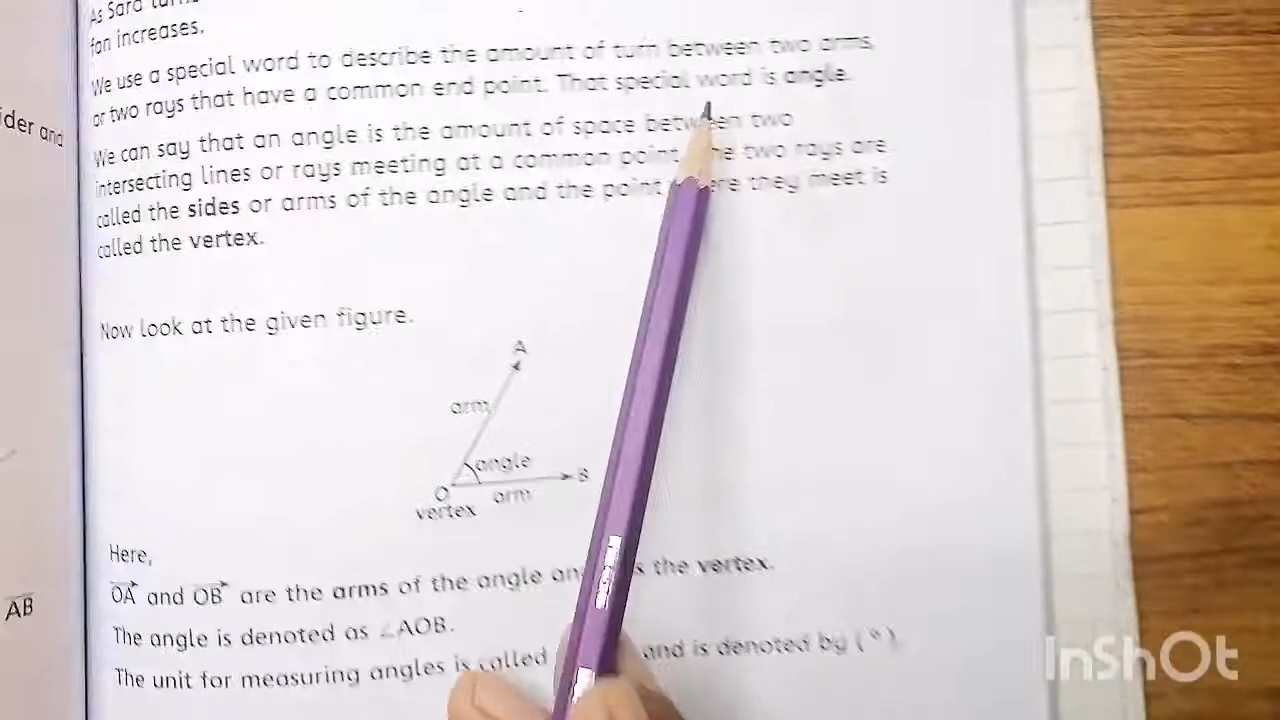 As Sara
fan increases.
We use a special word to describe the amount of turn between two arms
or two rays that have a common end point. That special word is angle.
We can say that an angle is the amount of space between two
intersecting lines or rays meeting at a common point. The two rays are
called the sides or arms of the angle and the point where they meet is
called the vertex.
Now look at the given figure.
A
arm
angle
B
O
arm
vertex
Here,
OA and OB are the arms of the angle the vertex.
The angle is denoted as ∠AOB.
The unit for measuring angles is called and is denoted by (°)
and
AB
InShOt